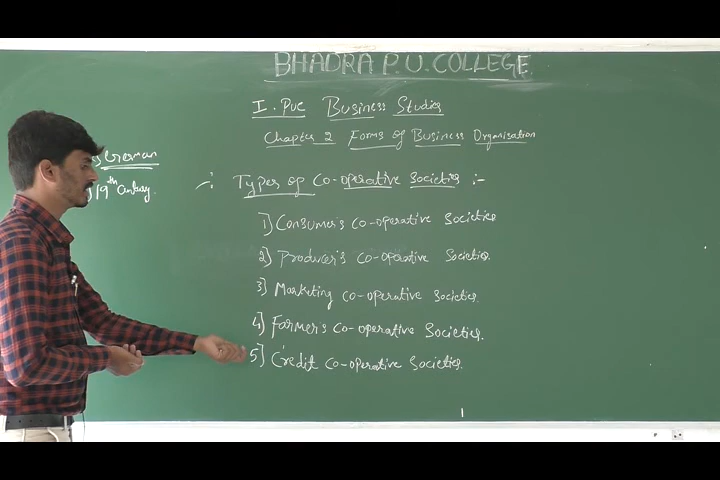 BHADRA P.U. COLLEGE
I. PUC Business Studies
Chapter 2 Forms of Business Organisation
German
19th Century.
Types of Co-operative Societies :-
1] Consumer's Co-operative Societies
2] Producer's Co-operative Societies.
3] Marketing Co-operative Societies.
4] Farmer's Co-operative Societies.
5] Credit Co-operative Societies.